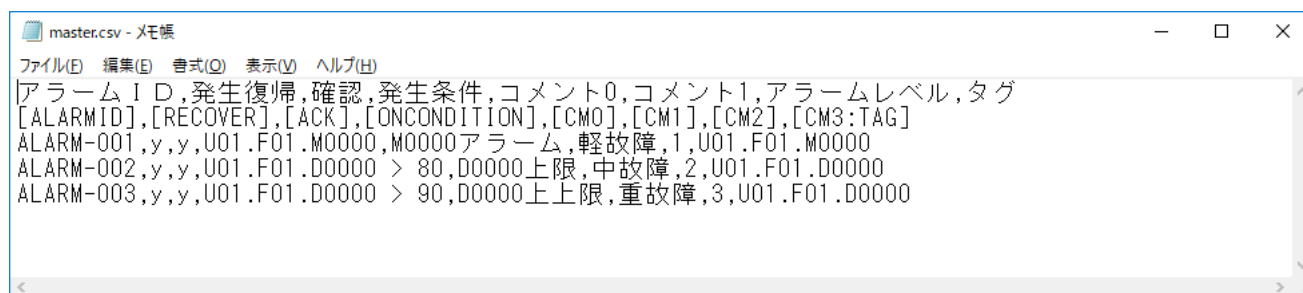 master.csv - メモ帳
ファイル(F) 編集(E) 書式(O) 表示(V) ヘルプ(H)
アラームＩＤ,発生復帰,確認,発生条件,コメント0,コメント1,アラームレベル,タグ
[ALARMID],[RECOVER],[ACK],[ONCONDITION],[CM0],[CM1],[CM2],[CM3:TAG]
ALARM-001,y,y,U01.F01.M0000,M0000アラーム,軽故障,1,U01.F01.M0000
ALARM-002,y,y,U01.F01.D0000 > 80,D0000上限,中故障,2,U01.F01.D0000
ALARM-003,y,y,U01.F01.D0000 > 90,D0000上上限,重故障,3,U01.F01.D0000